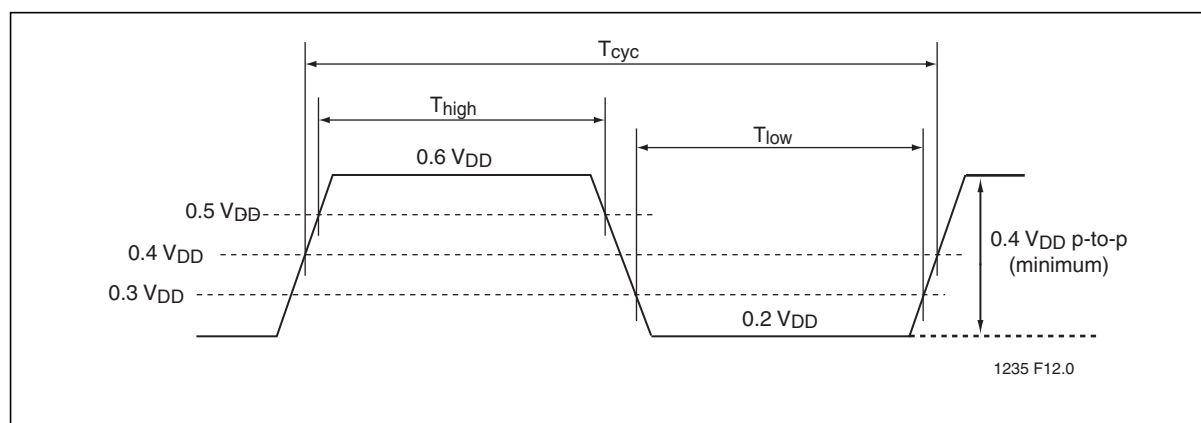 Tcyc
Thigh
Tlow
0.6 VDD
0.5 VDD
0.4 VDD
0.4 VDD p-to-p
(minimum)
0.3 VDD
0.2 VDD
1235 F12.0